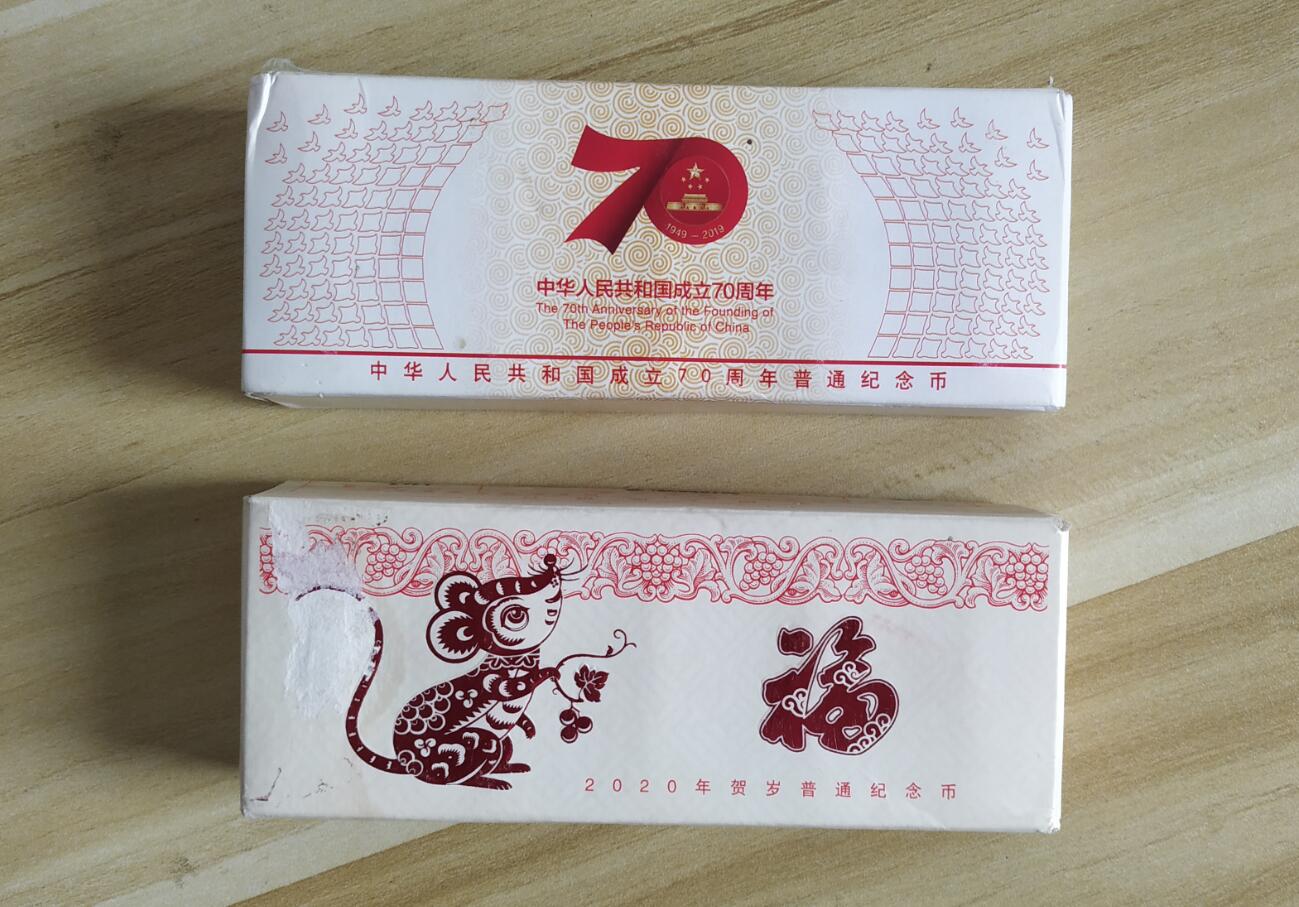 70
1949 – 2019
中华人民共和国成立70周年
The 70th Anniversary of the Founding of
The People's Republic of China
中华人民共和国成立70周年普通纪念币
福
2020年贺岁普通纪念币